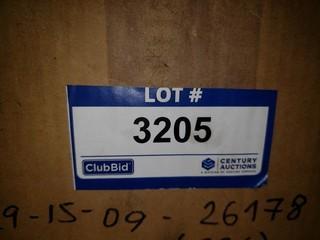 LOT #
3205
ClubBid
CENTURY AUCTIONS
9-15-09-26178